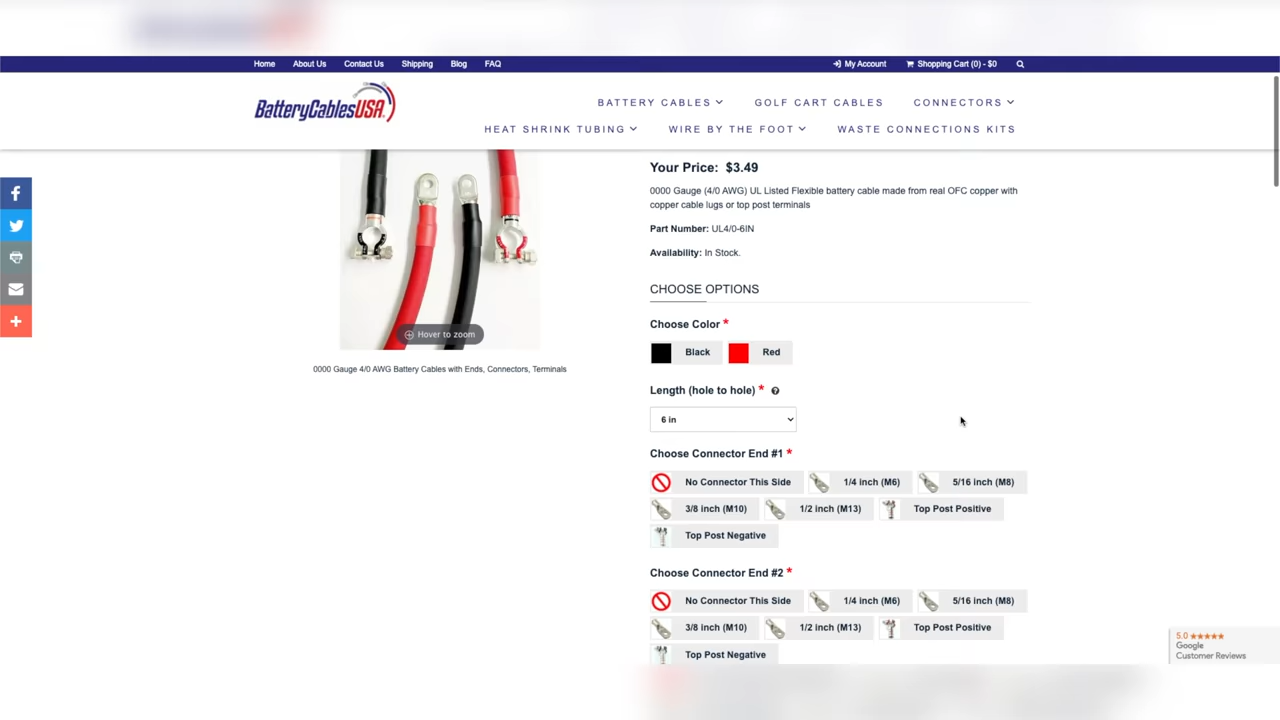 Home About Us Contact Us Shipping Blog FAQ My Account Shopping Cart (0) - $0
BatteryCablesUSA
BATTERY CABLES GOLF CART CABLES CONNECTORS
HEAT SHRINK TUBING WIRE BY THE FOOT WASTE CONNECTIONS KITS
Hover to zoom
0000 Gauge 4/0 AWG Battery Cables with Ends, Connectors, Terminals
Your Price: $3.49
0000 Gauge (4/0 AWG) UL Listed Flexible battery cable made from real OFC copper with
copper cable lugs or top post terminals
Part Number: UL4/0-6IN
Availability: In Stock.
CHOOSE OPTIONS
Choose Color *
Black Red
Length (hole to hole) *
6 in
Choose Connector End #1 *
No Connector This Side 1/4 inch (M6) 5/16 inch (M8)
3/8 inch (M10) 1/2 inch (M13) Top Post Positive
Top Post Negative
Choose Connector End #2 *
No Connector This Side 1/4 inch (M6) 5/16 inch (M8)
3/8 inch (M10) 1/2 inch (M13) Top Post Positive
Top Post Negative
5.0 ★★★★★
Google
Customer Reviews